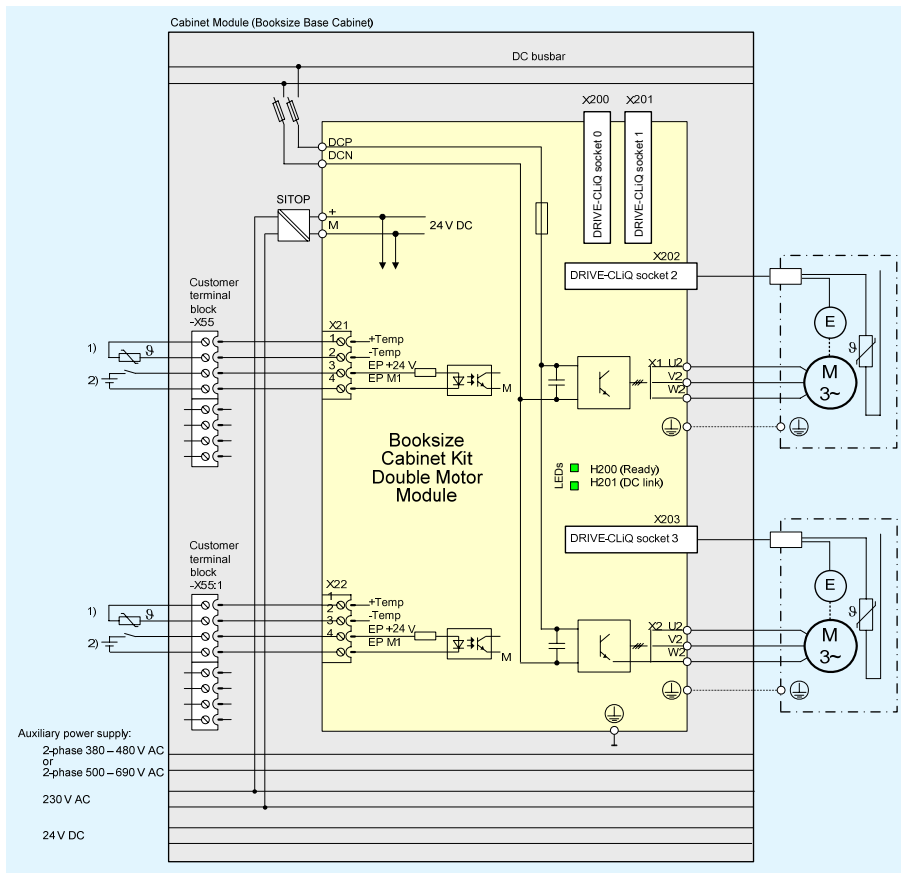 Cabinet Module (Booksize Base Cabinet)
DC busbar
X200
X201
DRIVE-CLiQ socket 0
DRIVE-CLiQ socket 1
DCP
DCN
SITOP
+
M
24 V DC
X202
DRIVE-CLiQ socket 2
Customer
terminal
block
-X55
X21
1)
ϑ
2)
1
2
3
4
+Temp
-Temp
EP +24 V
EP M1
M
X1
U2
V2
W2
E
ϑ
M
3~
Booksize
Cabinet Kit
Double Motor
Module
LEDs
H200 (Ready)
H201 (DC link)
X203
DRIVE-CLiQ socket 3
Customer
terminal
block
-X55:1
X22
1)
ϑ
2)
1
2
3
4
+Temp
-Temp
EP +24 V
EP M1
M
X2
U2
V2
W2
E
ϑ
M
3~
Auxiliary power supply:
2-phase 380 – 480 V AC
or
2-phase 500 – 690 V AC
230 V AC
24 V DC